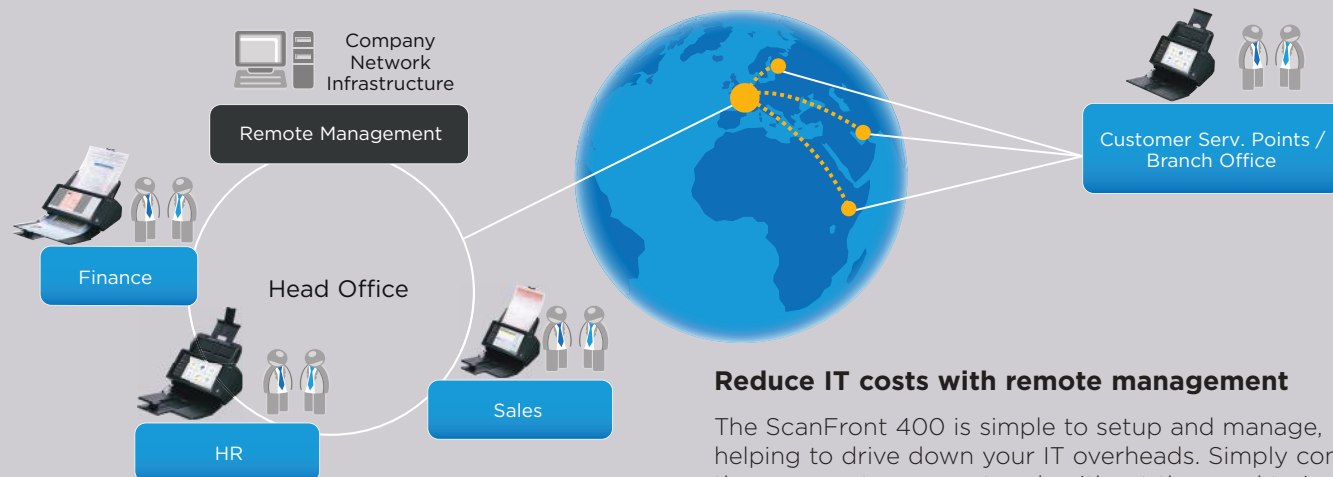 Company
Network
Infrastructure
Remote Management
Customer Serv. Points /
Branch Office
Finance
Head Office
Sales
HR
Reduce IT costs with remote management
The ScanFront 400 is simple to setup and manage,
helping to drive down your IT overheads. Simply